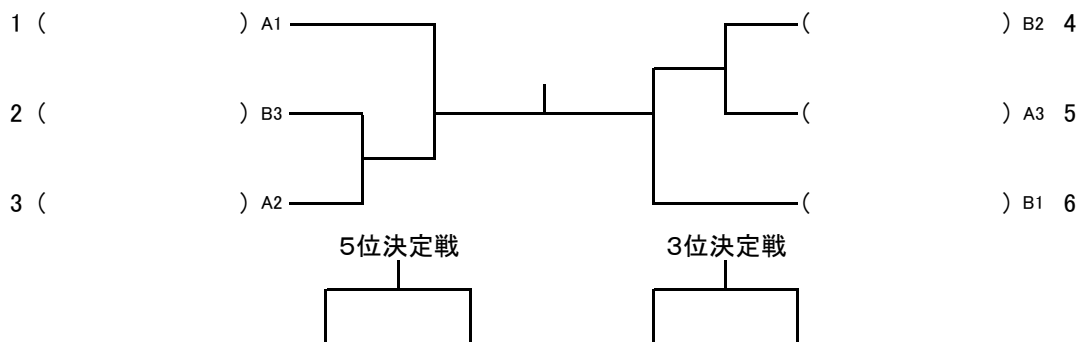 1 (                ) A1    (                ) B2 4
2 (                ) B3    (                ) A3 5
3 (                ) A2    (                ) B1 6
5位決定戦    3位決定戦